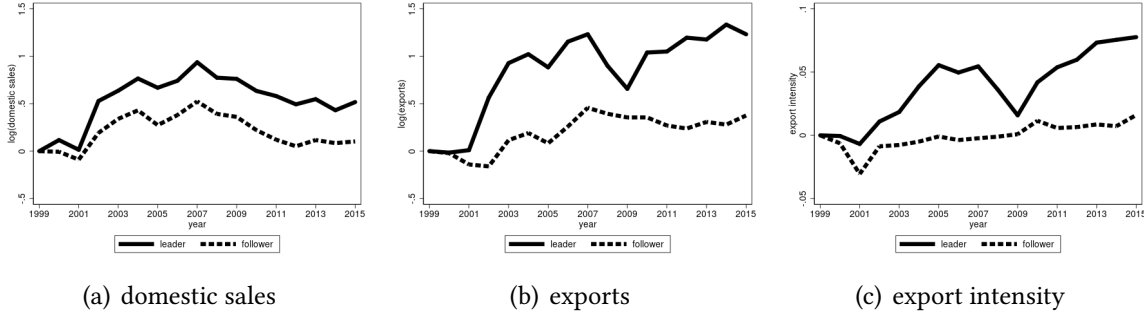 1.5
1
.5
0
-.5
log(domestic sales)
1999 2001 2003 2005 2007 2009 2011 2013 2015
year
leader follower
(a) domestic sales
1.5
1
.5
0
-.5
log(exports)
1999 2001 2003 2005 2007 2009 2011 2013 2015
year
leader follower
(b) exports
.1
.05
0
-.05
export intensity
1999 2001 2003 2005 2007 2009 2011 2013 2015
year
leader follower
(c) export intensity